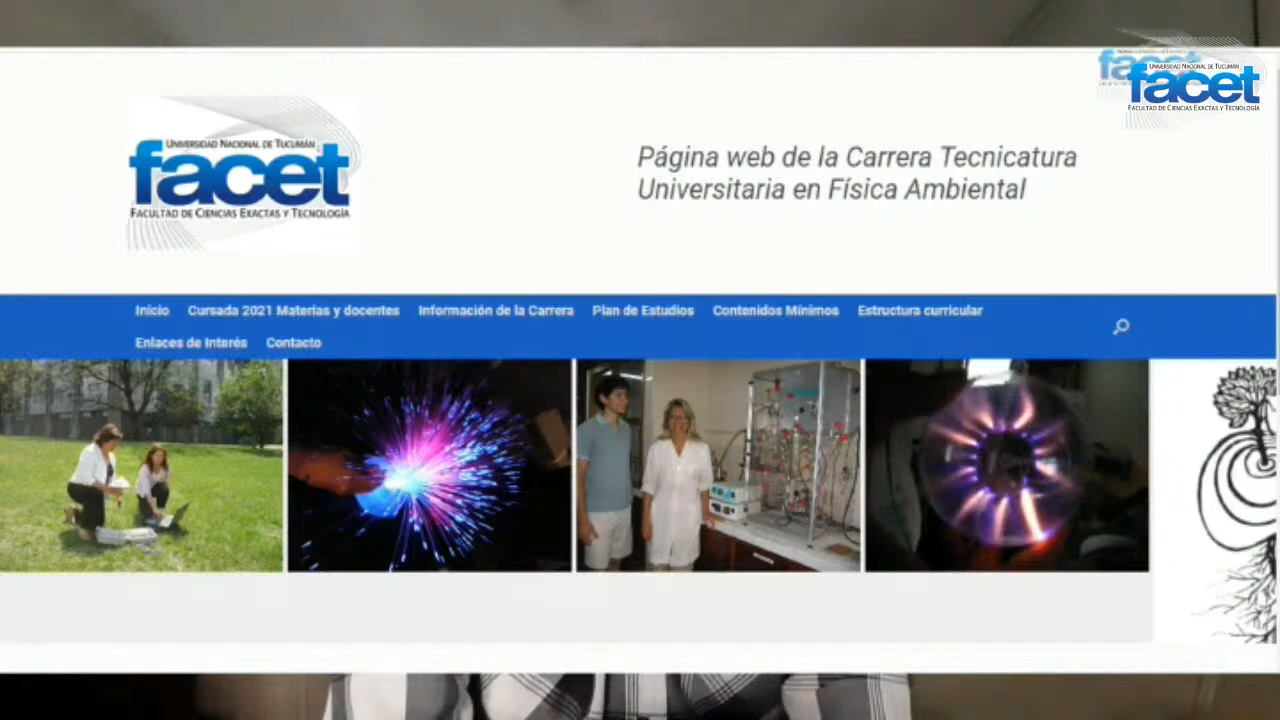 UNIVERSIDAD NACIONAL DE TUCUMÁN
facet
FACULTAD DE CIENCIAS EXACTAS Y TECNOLOGÍA
Página web de la Carrera Tecnicatura
Universitaria en Física Ambiental
UNIVERSIDAD NACIONAL DE TUCUMÁN
facet
FACULTAD DE CIENCIAS EXACTAS Y TECNOLOGÍA
Inicio Cursada 2021 Materias y docentes Información de la Carrera Plan de Estudios Contenidos Mínimos Estructura curricular
Enlaces de Interés Contacto